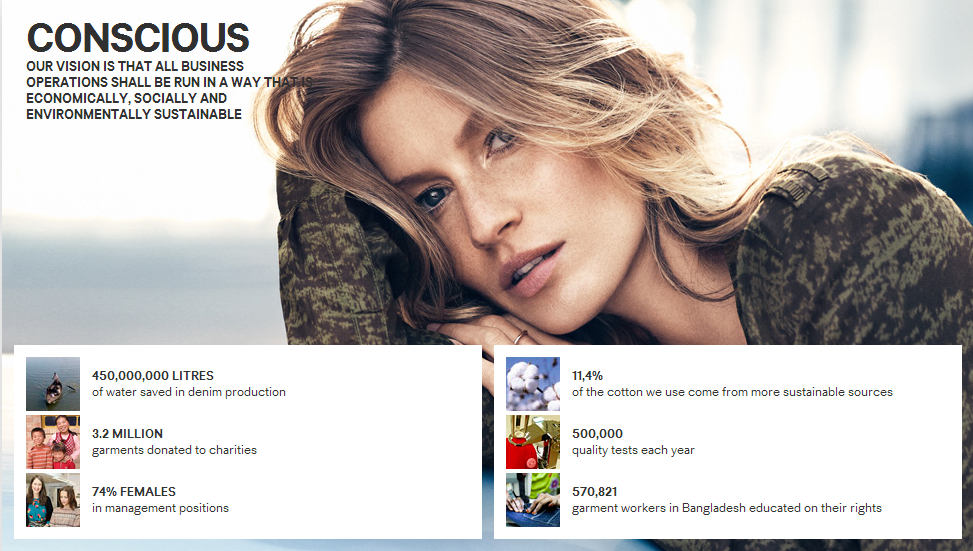 CONSCIOUS
OUR VISION IS THAT ALL BUSINESS
OPERATIONS SHALL BE RUN IN A WAY THAT IS
ECONOMICALLY, SOCIALLY AND
ENVIRONMENTALLY SUSTAINABLE
450,000,000 LITRES
of water saved in denim production
3.2 MILLION
garments donated to charities
74% FEMALES
in management positions
11,4%
of the cotton we use come from more sustainable sources
500,000
quality tests each year
570,821
garment workers in Bangladesh educated on their rights